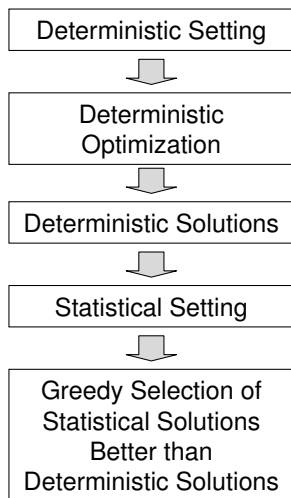 Deterministic Setting
Deterministic
Optimization
Deterministic Solutions
Statistical Setting
Greedy Selection of
Statistical Solutions
Better than
Deterministic Solutions